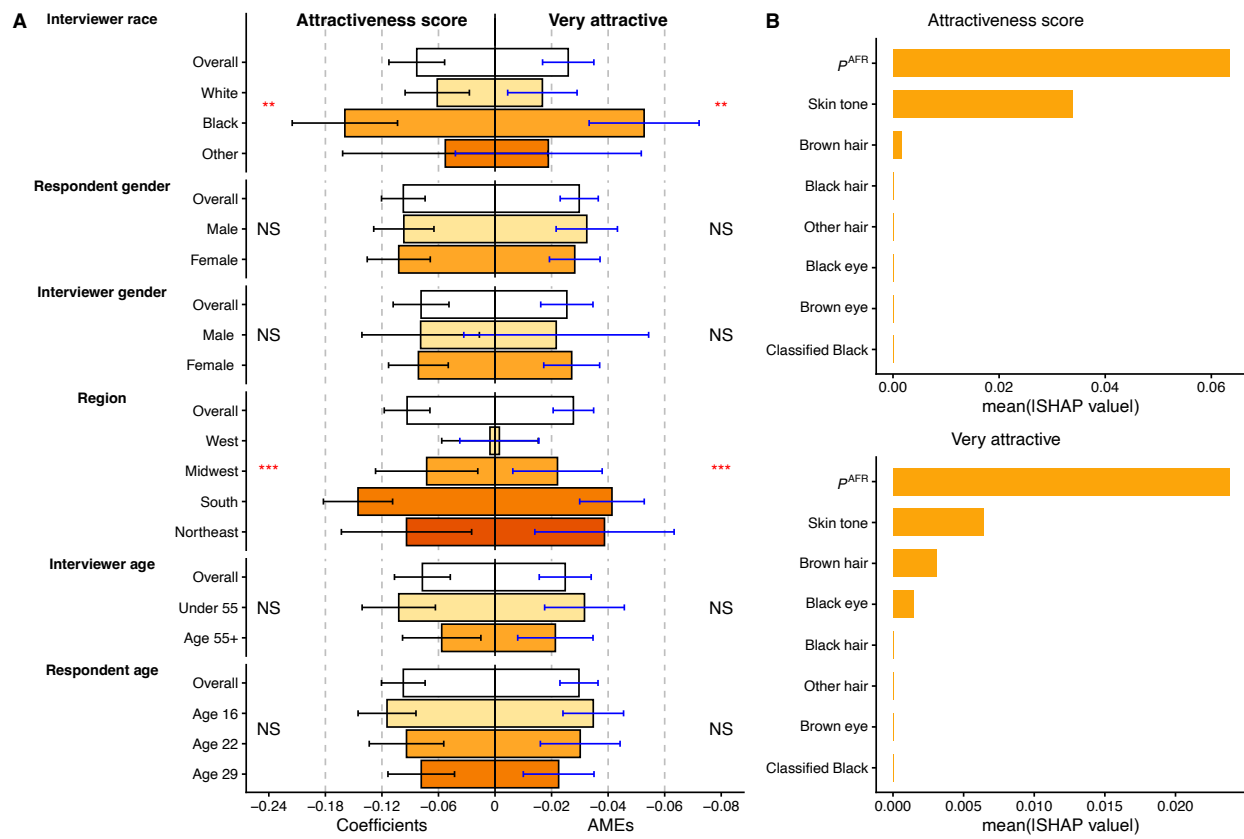 A
Interviewer race
Attractiveness score
Very attractive
Overall
White
**
**
Black
Other
Respondent gender
Overall
NS
Male
NS
Female
Interviewer gender
Overall
NS
Male
NS
Female
Region
Overall
West
***
Midwest
***
South
Northeast
Interviewer age
Overall
NS
Under 55
NS
Age 55+
Respondent age
Overall
Age 16
NS
NS
Age 22
Age 29
−0.24 −0.18 −0.12 −0.06 0 −0.02 −0.04 −0.06 −0.08
Coefficients
AMEs
B
Attractiveness score
P^AFR
Skin tone
Brown hair
Black hair
Other hair
Black eye
Brown eye
Classified Black
0.00 0.02 0.04 0.06
mean(ISHAP valueI)
Very attractive
P^AFR
Skin tone
Brown hair
Black eye
Black hair
Other hair
Brown eye
Classified Black
0.000 0.005 0.010 0.015 0.020
mean(ISHAP valueI)